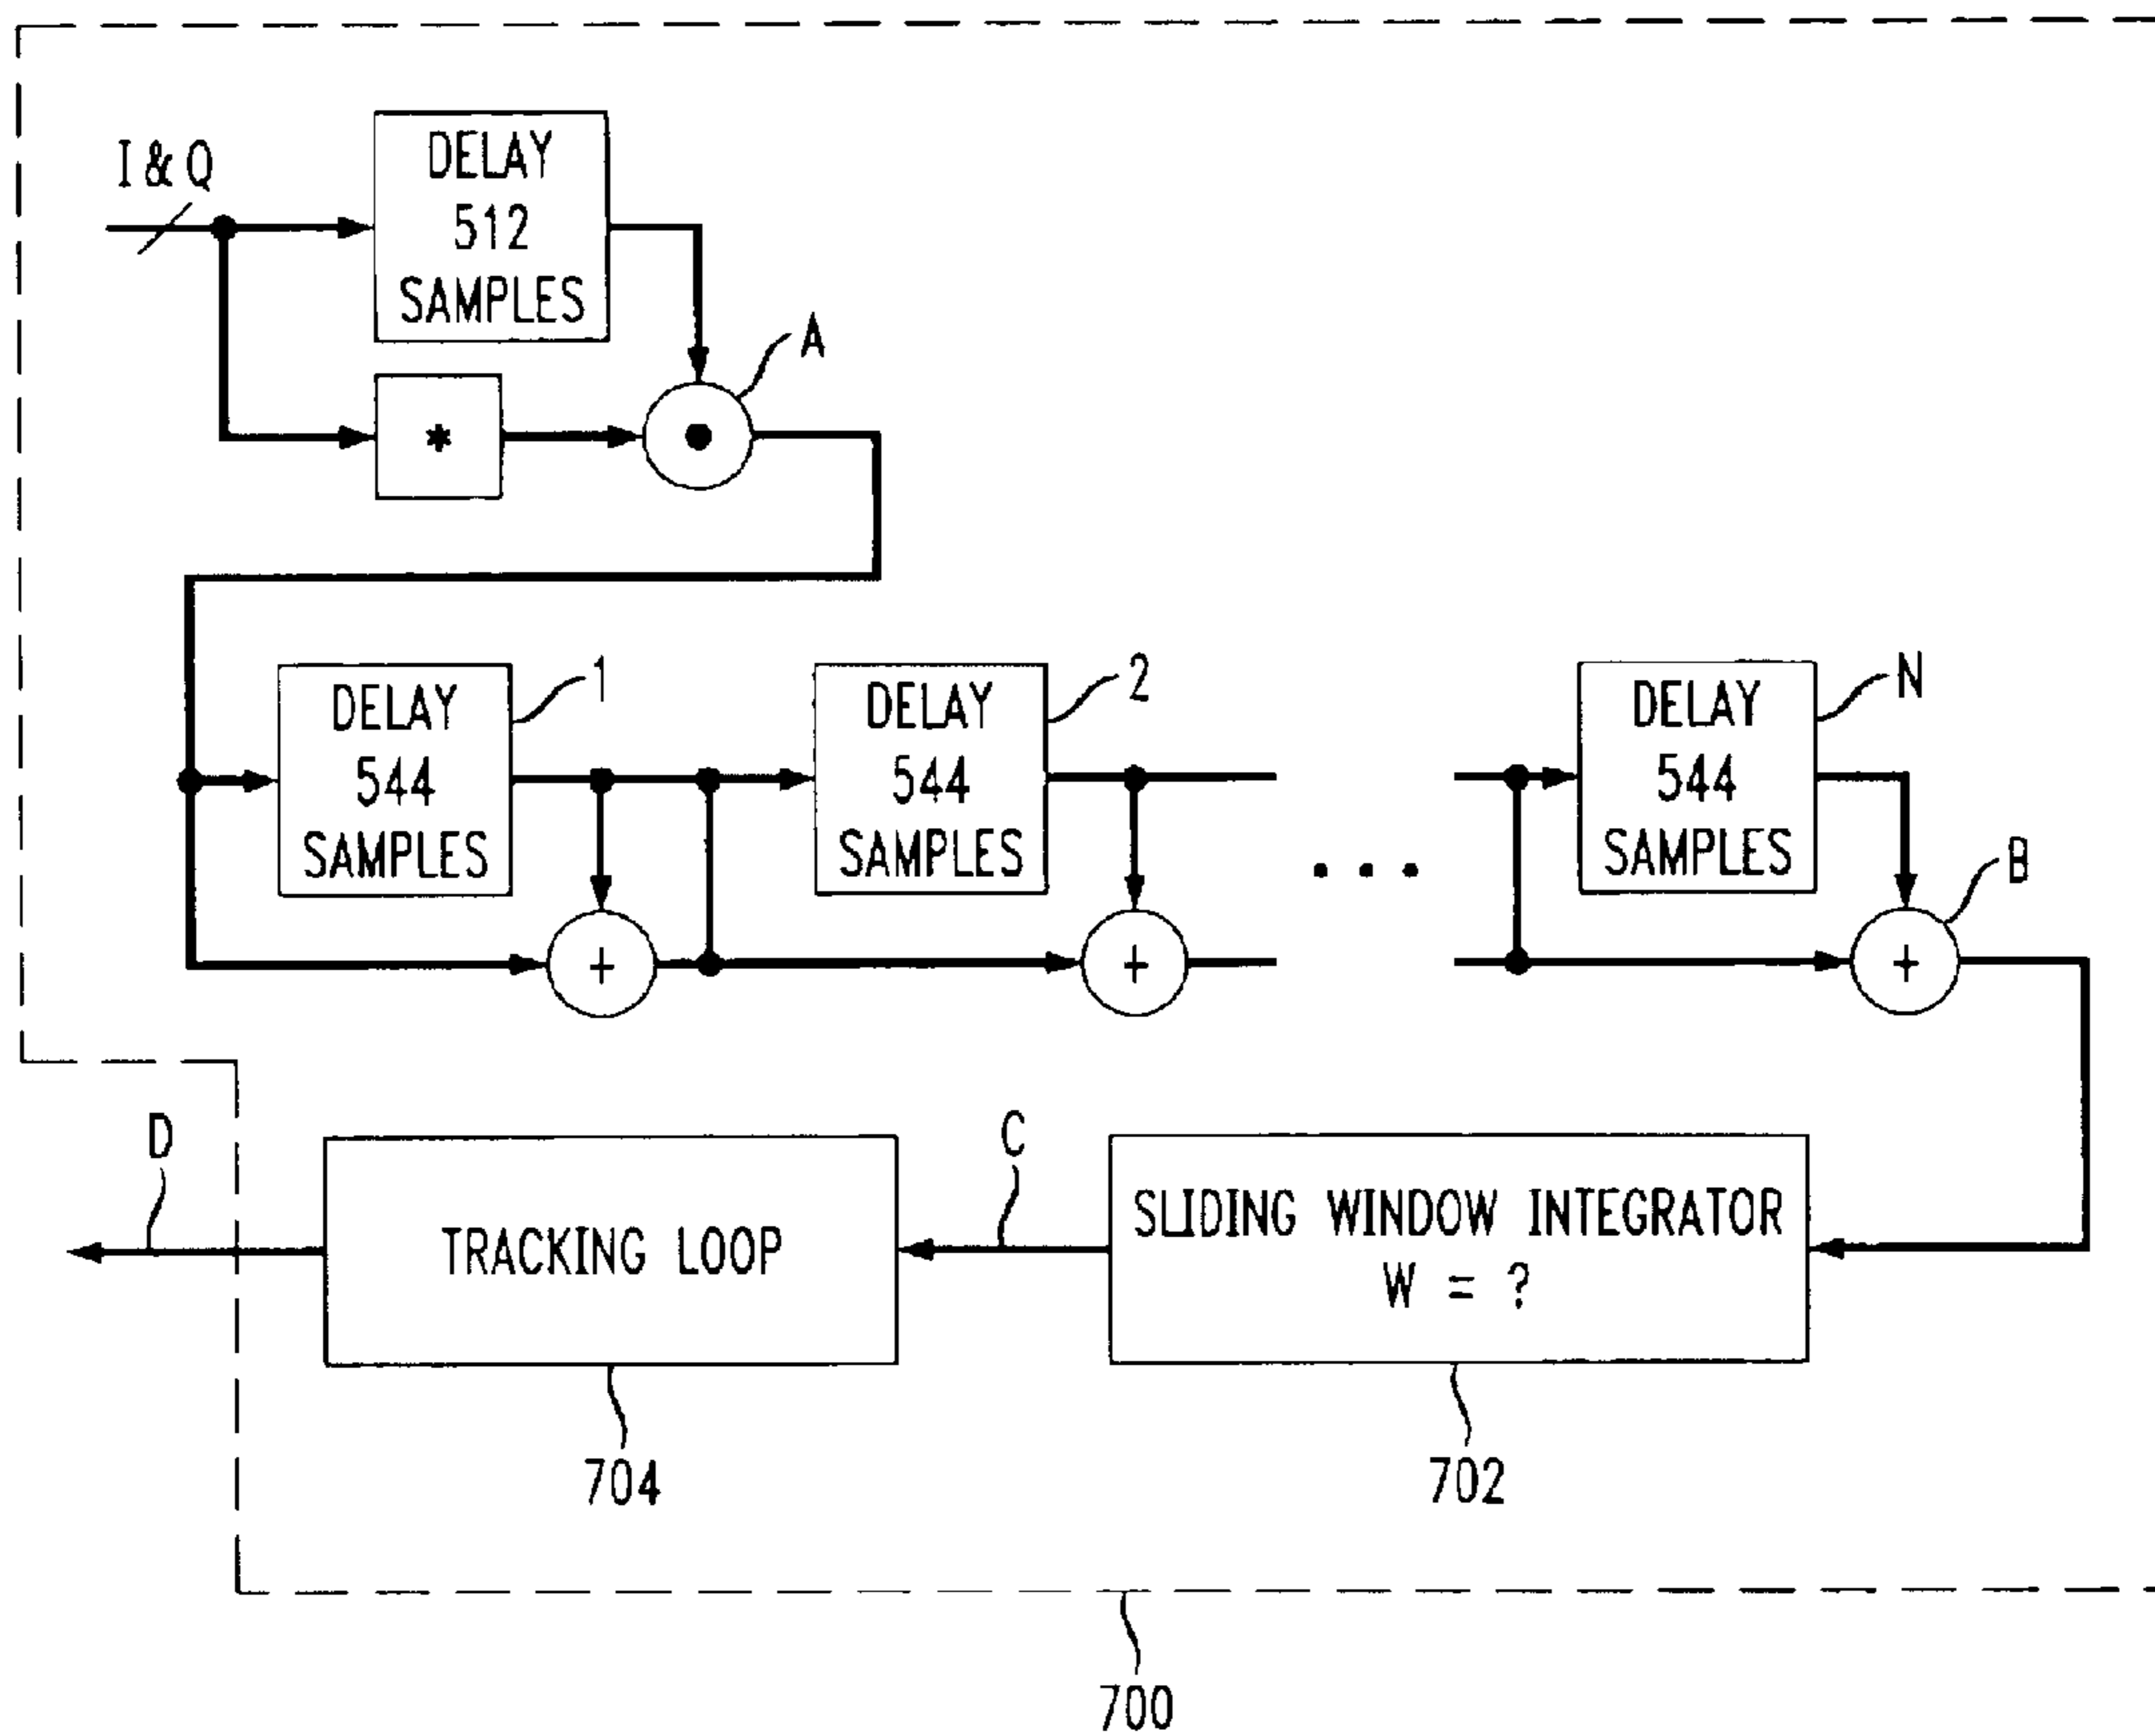 I & Q
DELAY
512
SAMPLES
A
*
DELAY
544
SAMPLES
1
DELAY
544
SAMPLES
2
. . .
DELAY
544
SAMPLES
N
+
+
+
B
D
TRACKING LOOP
C
SLIDING WINDOW INTEGRATOR
W = ?
704
702
700